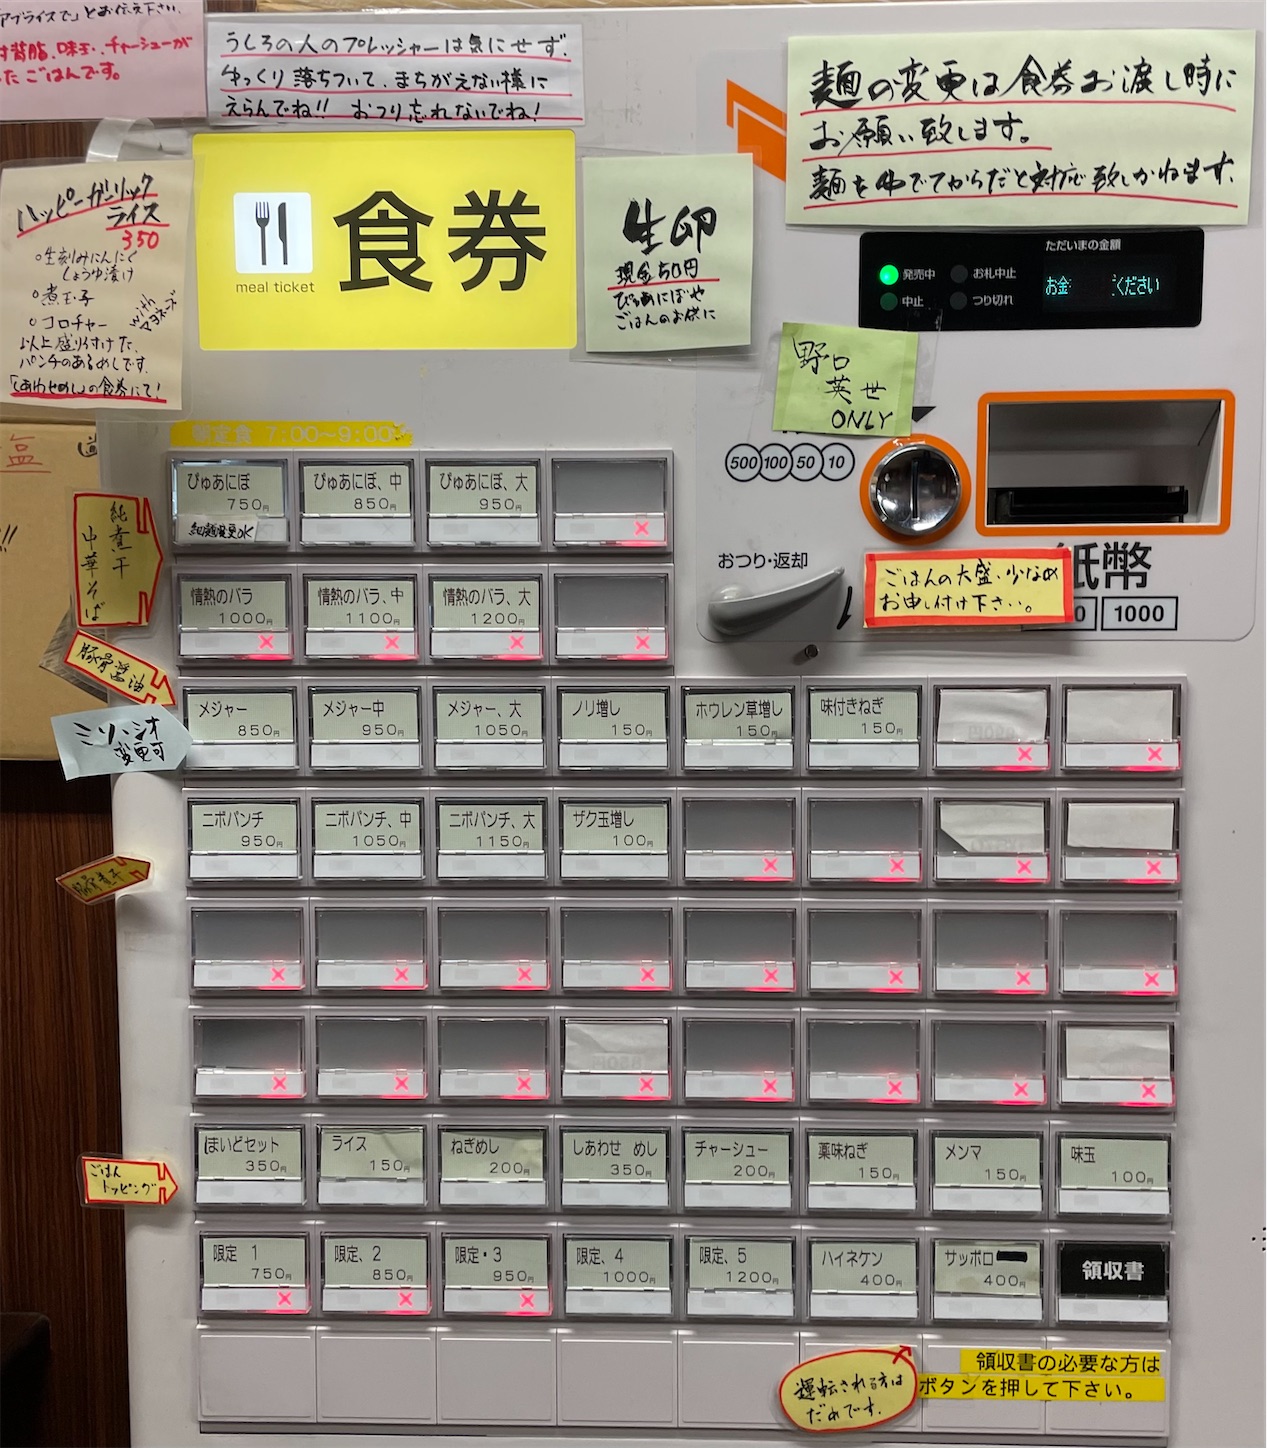 アブライスで」とお伝え下さい。
背脂、味玉、チャーシューが
たごはんです。
うしろの人のプレッシャーは気にせず、
ゆっくり落ちついて、まちがえない様に
えらんでね!! おつり忘れないでね!
麺の変更は食券お渡し時に
お願い致します。
麺をゆでてからだと対応致しかねます。
ハッピーガーリック
ライス
350
○生刻みにんにく
しょうゆ漬け
○煮玉子
○コロチャー
with
マヨネーズ
以上盛り付けた、
パンチのあるめしです。
「しあわせめし」の食券にて!
食券
meal ticket
生卵
現金50円
ぴゅあにぼや
ごはんのお供に
ただいまの金額
発売中
お札中止
中止
つり切れ
お金
ください
野口
英世
ONLY
500 100 50 10
おつり・返却
紙幣
1000
ごはんの大盛、少なめ
お申し付け下さい。
塩
朝定食 7:00〜9:00
純煮干
中華そば
ぴゅあにぼ
750円
細麺変更OK
ぴゅあにぼ、中
850円
ぴゅあにぼ、大
950円
情熱のバラ
1000円
情熱のバラ、中
1100円
情熱のバラ、大
1200円
豚骨醤油
ミソ・シオ
変更可
メジャー
850円
メジャー中
950円
メジャー、大
1050円
ノリ増し
150円
ホウレン草増し
150円
味付きねぎ
150円
豚骨煮干
ニボパンチ
950円
ニボパンチ、中
1050円
ニボパンチ、大
1150円
ザク玉増し
100円
ごはん
トッピング
ほいどセット
350円
ライス
150円
ねぎめし
200円
しあわせ めし
350円
チャーシュー
200円
薬味ねぎ
150円
メンマ
150円
味玉
100円
限定 1
750円
限定、2
850円
限定・3
950円
限定、4
1000円
限定、5
1200円
ハイネケン
400円
サッポロ
400円
領収書
運転される方は
だめです。
領収書の必要な方は
ボタンを押して下さい。